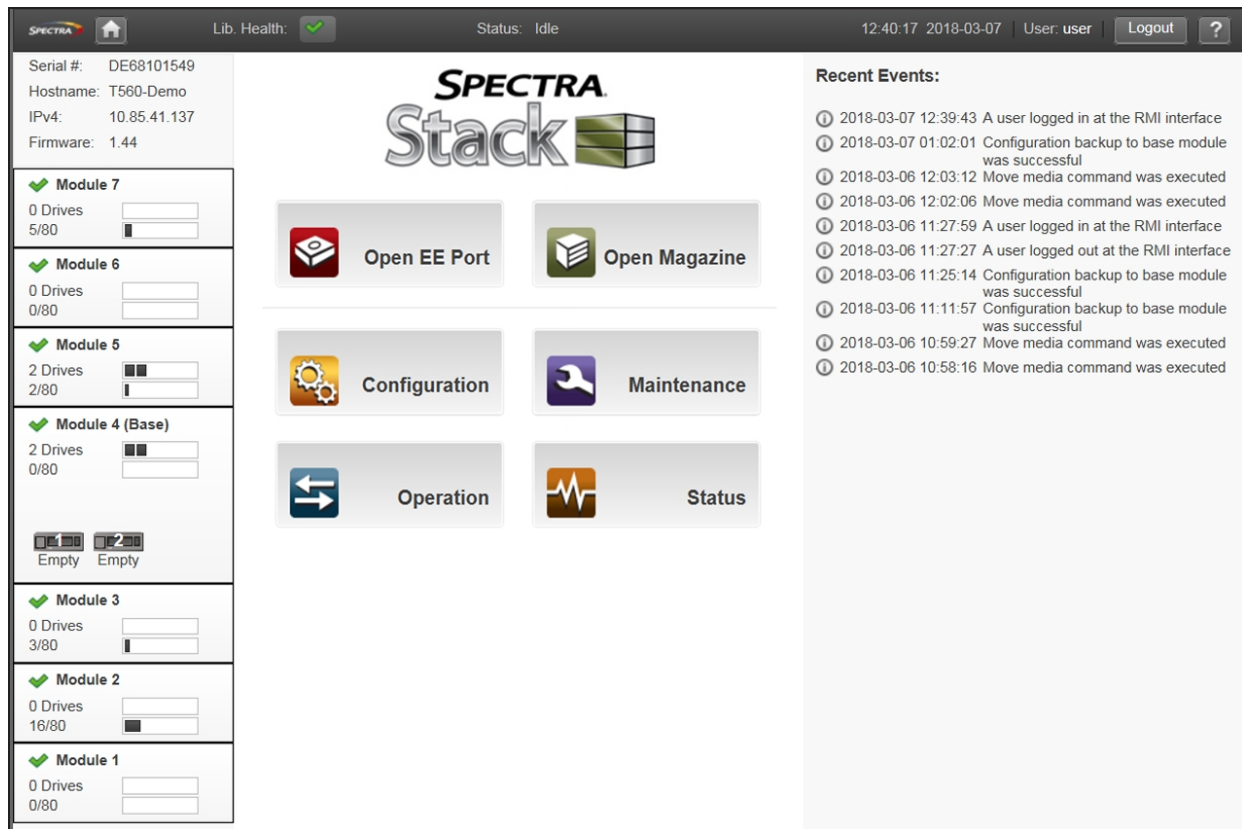 SPECTRA Lib. Health: Status: Idle 12:40:17 2018-03-07 User: user Logout ?
Serial #: DE68101549
Hostname: T560-Demo
IPv4: 10.85.41.137
Firmware: 1.44
Module 7
0 Drives
5/80
Module 6
0 Drives
0/80
Module 5
2 Drives
2/80
Module 4 (Base)
2 Drives
0/80
1 2
Empty Empty
Module 3
0 Drives
3/80
Module 2
0 Drives
16/80
Module 1
0 Drives
0/80
SPECTRA
Stack
Open EE Port Open Magazine
Configuration Maintenance
Operation Status
Recent Events:
2018-03-07 12:39:43 A user logged in at the RMI interface
2018-03-07 01:02:01 Configuration backup to base module
was successful
2018-03-06 12:03:12 Move media command was executed
2018-03-06 12:02:06 Move media command was executed
2018-03-06 11:27:59 A user logged in at the RMI interface
2018-03-06 11:27:27 A user logged out at the RMI interface
2018-03-06 11:25:14 Configuration backup to base module
was successful
2018-03-06 11:11:57 Configuration backup to base module
was successful
2018-03-06 10:59:27 Move media command was executed
2018-03-06 10:58:16 Move media command was executed